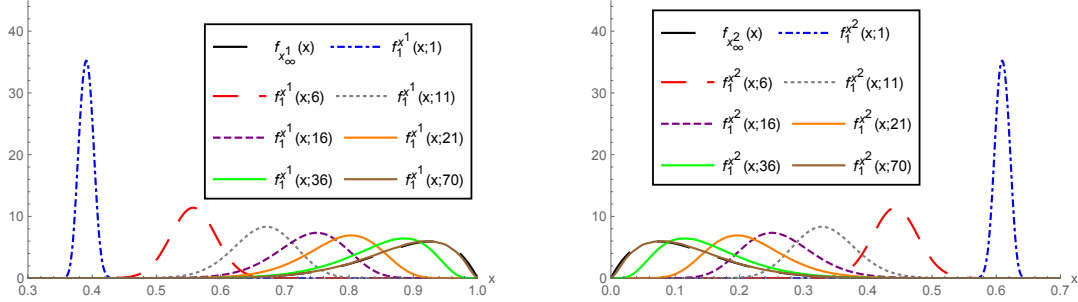 f_{x^1_∞}(x) f_1^{x^1}(x;1)
f_1^{x^1}(x;6) f_1^{x^1}(x;11)
f_1^{x^1}(x;16) f_1^{x^1}(x;21)
f_1^{x^1}(x;36) f_1^{x^1}(x;70)
40
30
20
10
0
0.3 0.4 0.5 0.6 0.7 0.8 0.9 1.0 x
f_{x^2_∞}(x) f_1^{x^2}(x;1)
f_1^{x^2}(x;6) f_1^{x^2}(x;11)
f_1^{x^2}(x;16) f_1^{x^2}(x;21)
f_1^{x^2}(x;36) f_1^{x^2}(x;70)
40
30
20
10
0
0.0 0.1 0.2 0.3 0.4 0.5 0.6 0.7 x